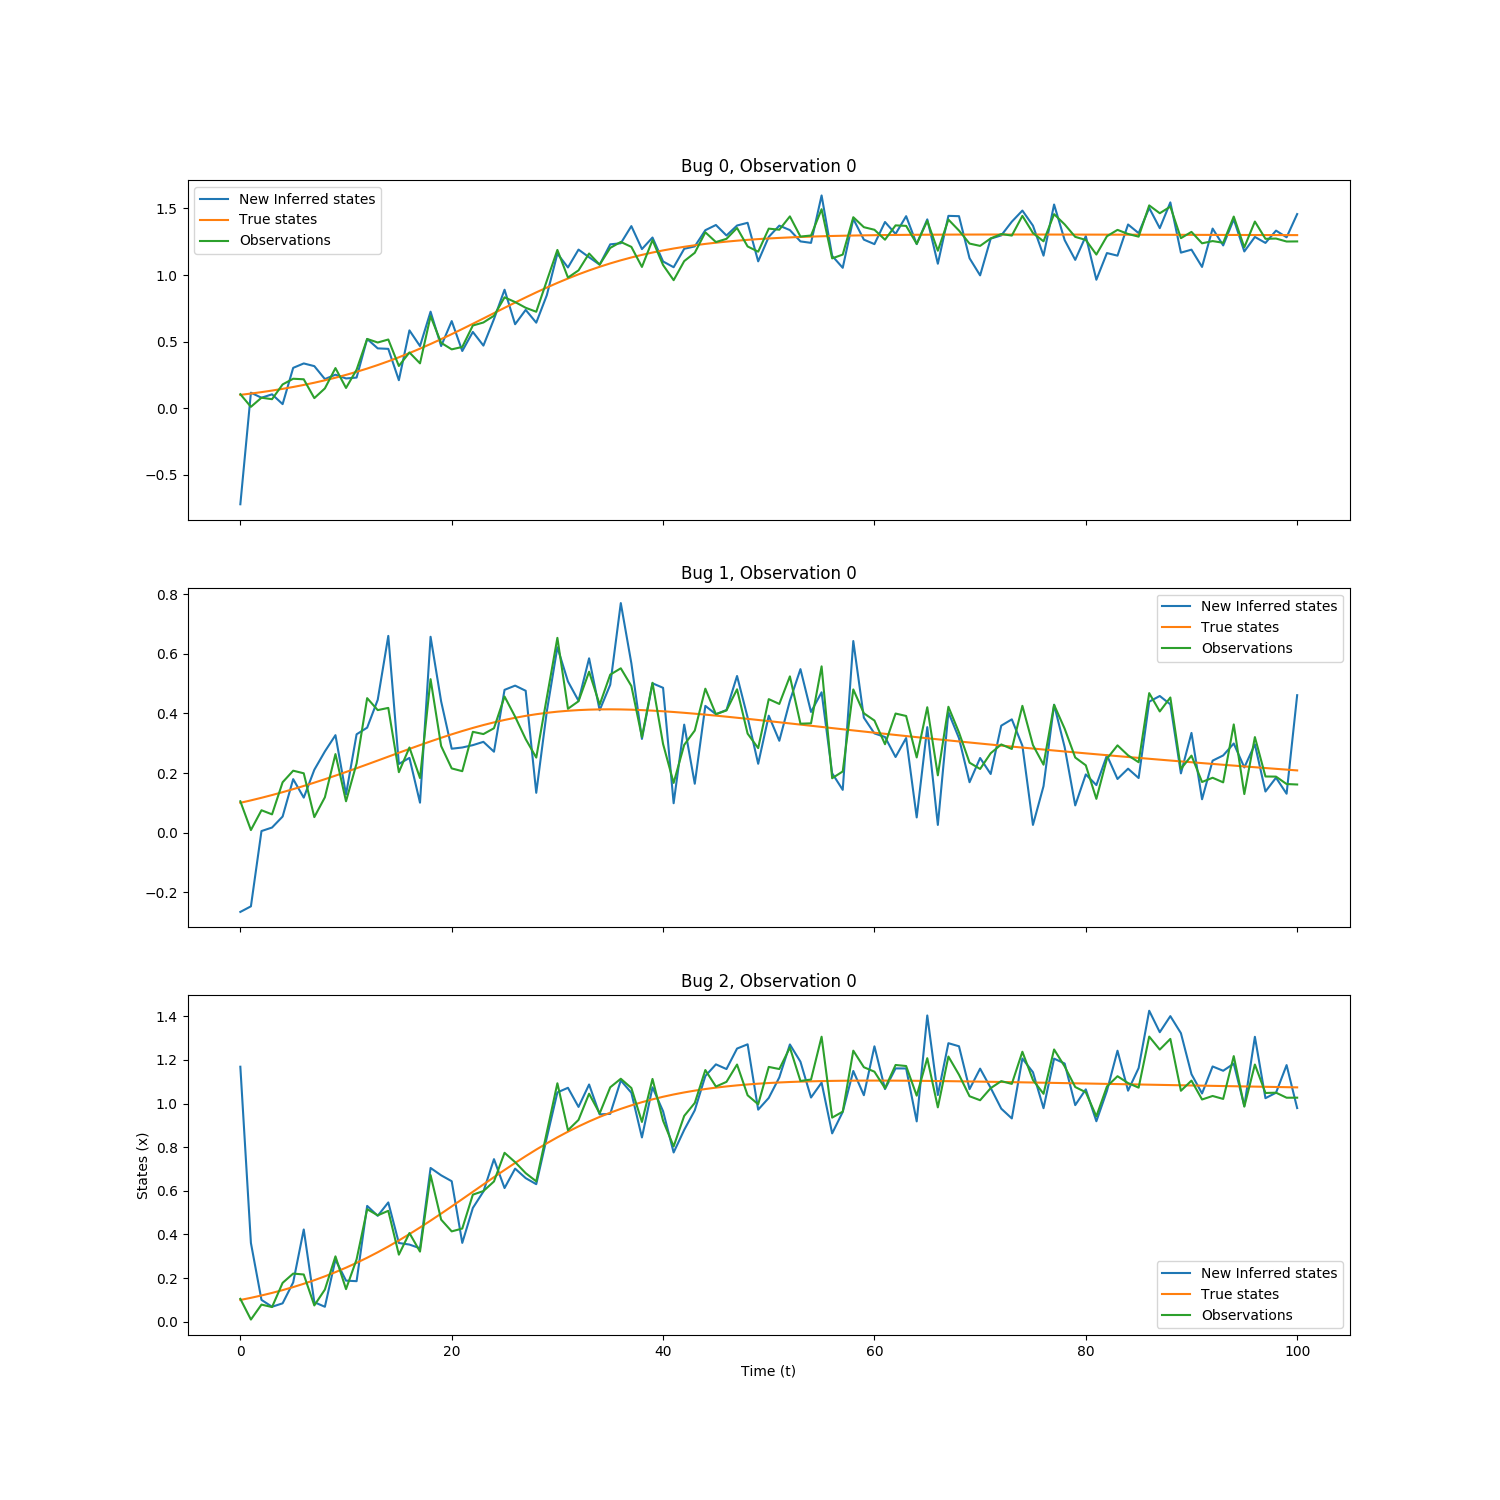 Bug 0, Observation 0
New Inferred states
True states
Observations
1.5
1.0
0.5
0.0
−0.5
Bug 1, Observation 0
New Inferred states
True states
Observations
0.8
0.6
0.4
0.2
0.0
−0.2
Bug 2, Observation 0
1.4
1.2
1.0
0.8
0.6
0.4
0.2
0.0
States (x)
New Inferred states
True states
Observations
0 20 40 60 80 100
Time (t)